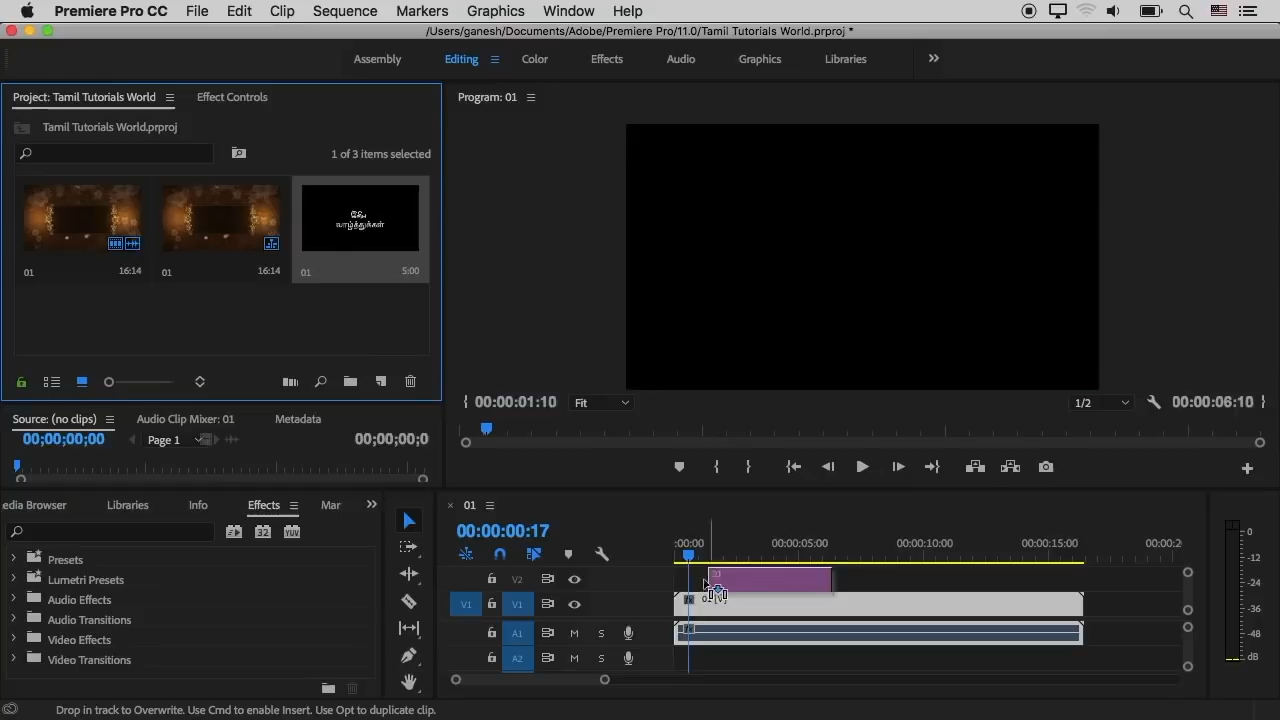 Premiere Pro CC File Edit Clip Sequence Markers Graphics Window Help
/Users/ganesh/Documents/Adobe/Premiere Pro/11.0/Tamil Tutorials World.prproj *
Assembly Editing Color Effects Audio Graphics Libraries
Project: Tamil Tutorials World Effect Controls
Program: 01
Tamil Tutorials World.prproj
1 of 3 items selected
வாழ்த்துக்கள்
01 16:14 01 16:14 01 5:00
00:00:01:10 Fit 1/2 00:00:06:10
Source: (no clips) Audio Clip Mixer: 01 Metadata
00;00;00;00 Page 1 00;00;00;0
edia Browser Libraries Info Effects Mar
01
32 YUV
00:00:00:17
:00:00 00:00:05:00 00:00:10:00 00:00:15:00 00:00:2
Presets
Lumetri Presets
Audio Effects
Audio Transitions
Video Effects
Video Transitions
V2 01
V1 V1
A1 M S
A2 M S
0
-12
-24
-36
-48
dB
Drop in track to Overwrite. Use Cmd to enable Insert. Use Opt to duplicate clip.